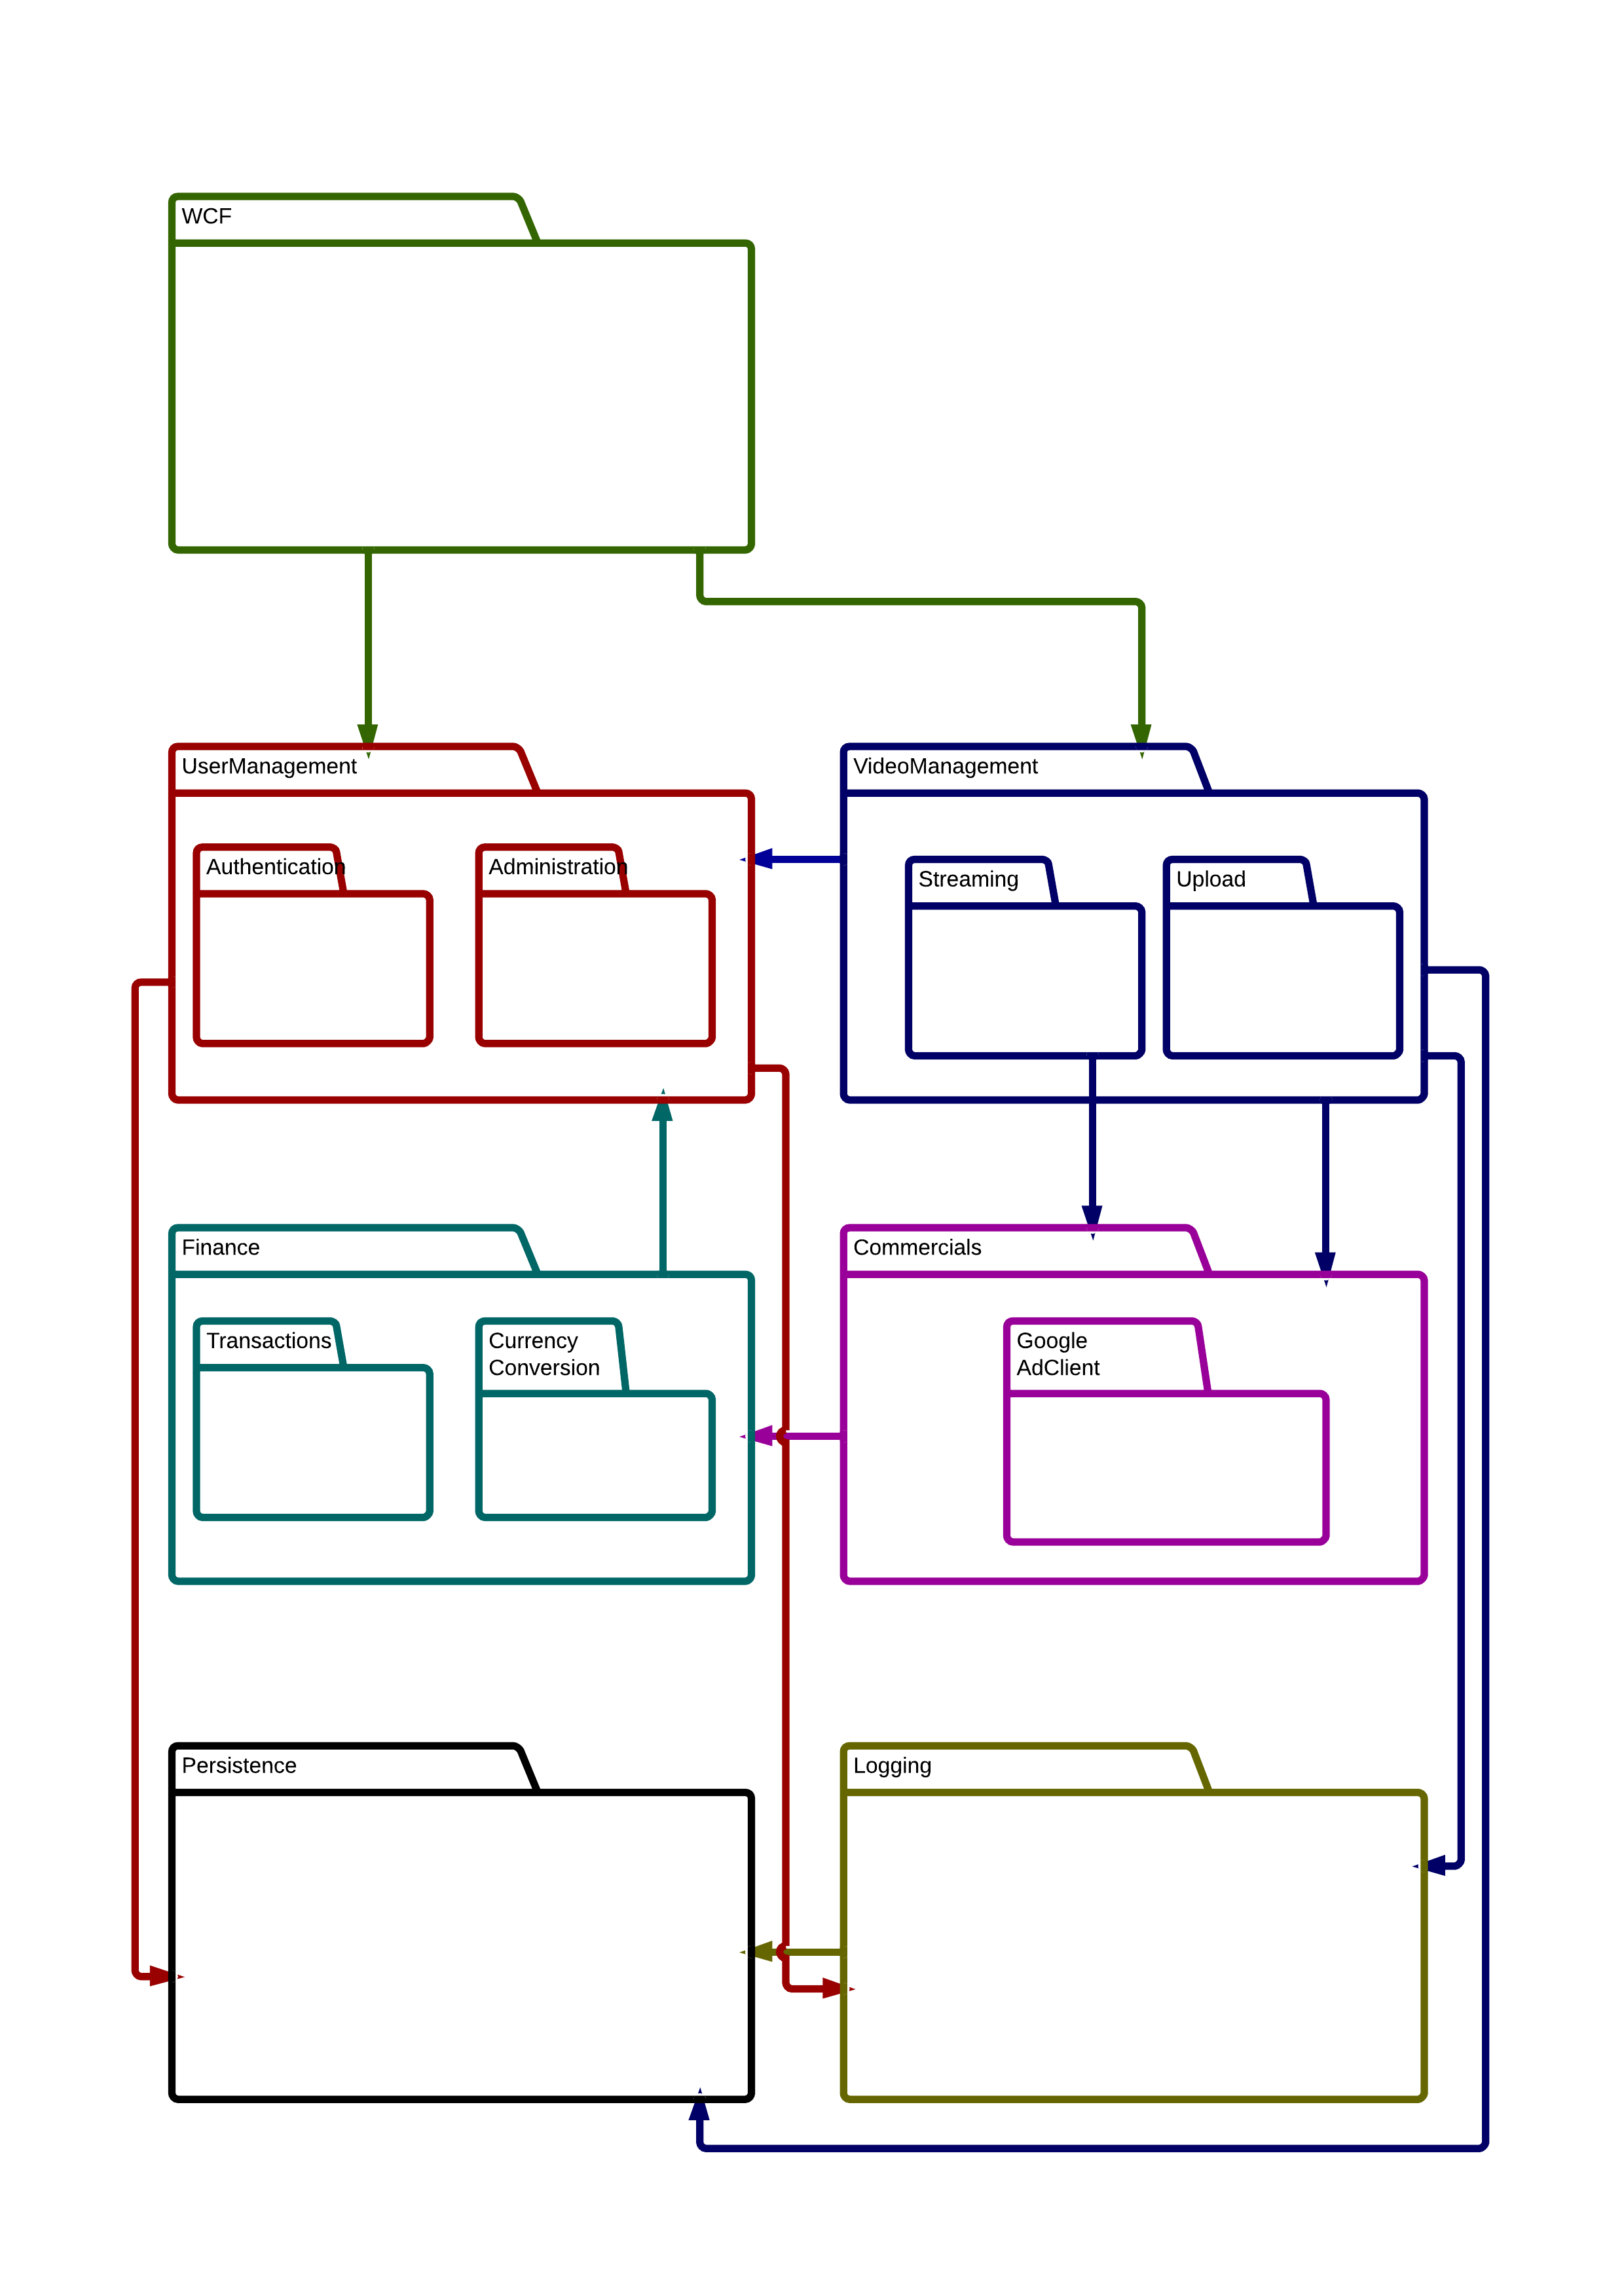 WCF
UserManagement
VideoManagement
Authentication
Administration
Streaming
Upload
Finance
Commercials
Transactions
Currency
Conversion
Google
AdClient
Persistence
Logging